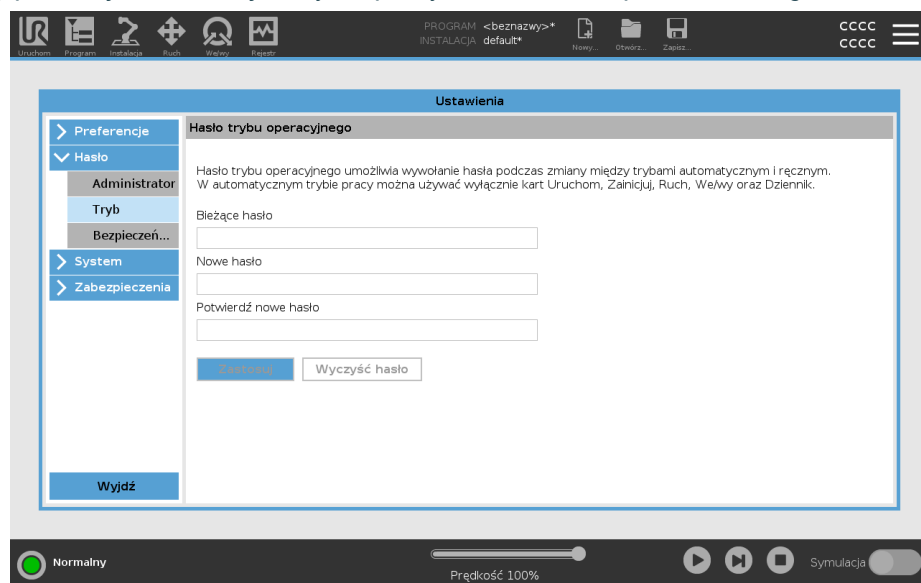 PROGRAM <beznazwy>*
INSTALACJA default*
cccc
cccc
Uruchom Program Instalacja Ruch We/wy Rejestr
Nowy... Otwórz... Zapisz...
Ustawienia
Preferencje
Hasło
Administrator
Tryb
Bezpieczeń...
System
Zabezpieczenia
Wyjdź
Hasło trybu operacyjnego
Hasło trybu operacyjnego umożliwia wywołanie hasła podczas zmiany między trybami automatycznym i ręcznym.
W automatycznym trybie pracy można używać wyłącznie kart Uruchom, Zainicjuj, Ruch, We/wy oraz Dziennik.
Bieżące hasło
Nowe hasło
Potwierdź nowe hasło
Zastosuj Wyczyść hasło
Normalny
Prędkość 100%
Symulacja